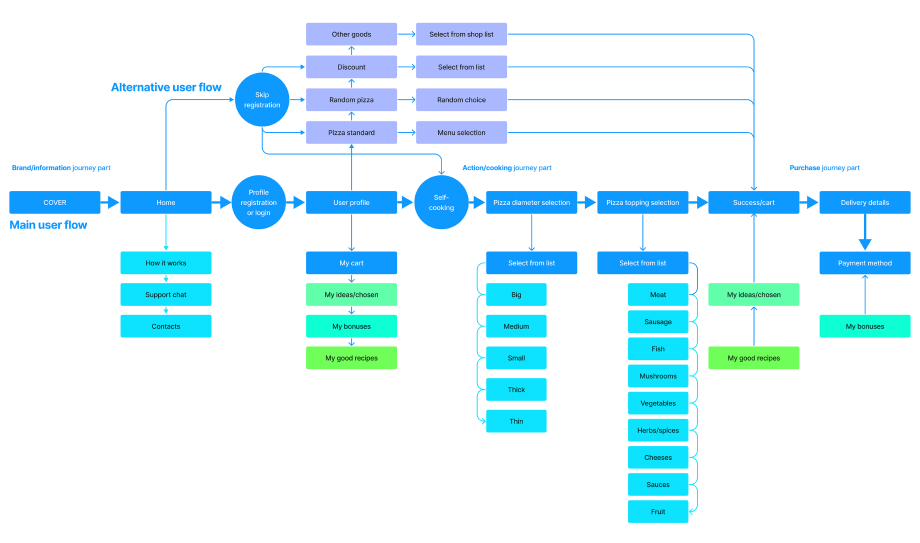 Other goods
Select from shop list
Discount
Select from list
Alternative user flow
Skip
registration
Random pizza
Random choice
Pizza standard
Menu selection
Brand/information journey part
Action/cooking journey part
Purchase journey part
COVER
Home
Profile
registration
or login
User profile
Self-
cooking
Pizza diameter selection
Pizza topping selection
Success/cart
Delivery details
Main user flow
How it works
My cart
Select from list
Select from list
Payment method
Support chat
My ideas/chosen
Big
Meat
My ideas/chosen
Contacts
My bonuses
Medium
Sausage
My bonuses
My good recipes
Small
Fish
My good recipes
Mushrooms
Thick
Vegetables
Thin
Herbs/spices
Cheeses
Sauces
Fruit